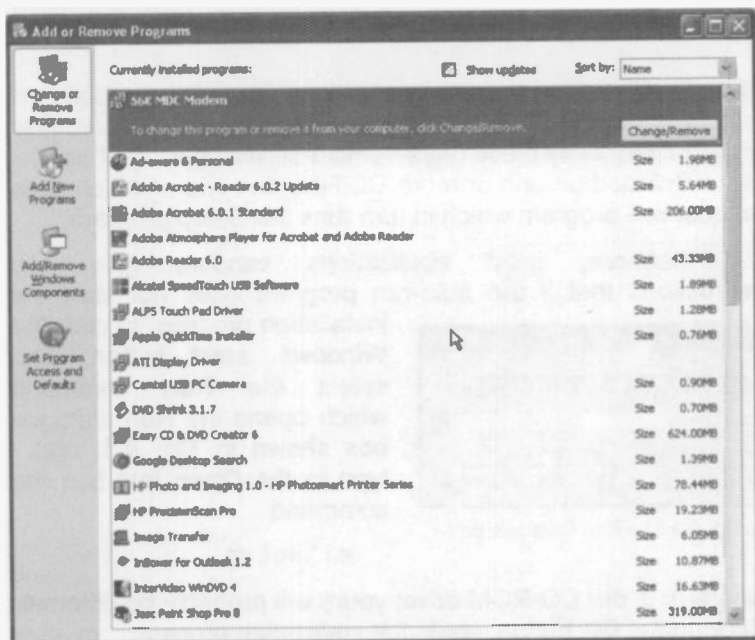 Add or Remove Programs
Change or Remove Programs
Add New Programs
Add/Remove Windows Components
Set Program Access and Defaults
Currently installed programs:
Show updates
Sort by: Name
56K MDC Modem
To change this program or remove it from your computer, click Change/Remove.
Change/Remove
Ad-aware 6 Personal Size 1.98MB
Adobe Acrobat - Reader 6.0.2 Update Size 5.64MB
Adobe Acrobat 6.0.1 Standard Size 206.00MB
Adobe Atmosphere Player for Acrobat and Adobe Reader
Adobe Reader 6.0 Size 43.33MB
Alcatel SpeedTouch USB Software Size 1.89MB
ALPS Touch Pad Driver Size 1.28MB
Apple Quicktime Installer Size 3.76MB
ATI Display Driver
Camtel USB PC Camera Size 0.90MB
DVD Shrink 3.1.7 Size 0.70MB
Easy CD & DVD Creator 6 Size 624.00MB
Google Desktop Search Size 1.39MB
HP Photo and Imaging 1.0 - HP Photosmart Printer Series Size 78.44MB
HP PrecisionScan Pro Size 19.23MB
Image Transfer Size 6.05MB
InBoxer for Outlook 1.2 Size 10.87MB
InterVideo WinDVD 4 Size 16.63MB
Jasc Paint Shop Pro 8 Size 319.00MB